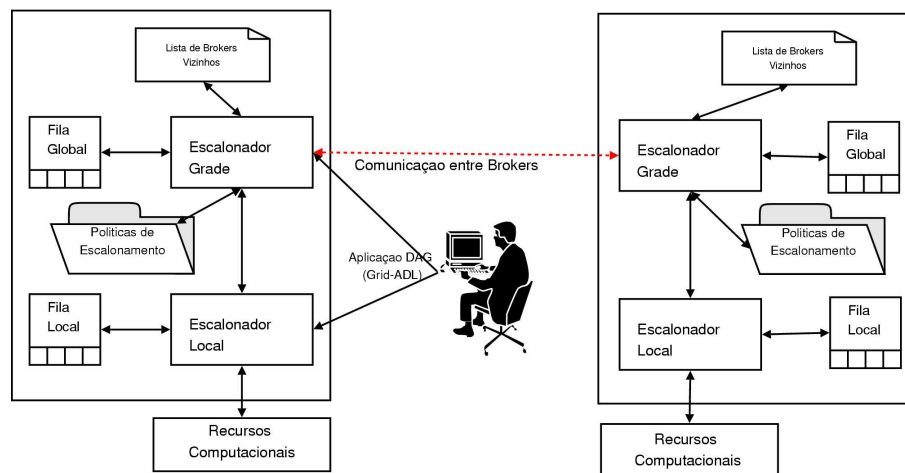 Lista de Brokers
Vizinhos
Fila
Global
Escalonador
Grade
Politicas de
Escalonamento
Fila
Local
Escalonador
Local
Recursos
Computacionais
Comunicaçao entre Brokers
Aplicaçao DAG
(Grid-ADL)
Lista de Brokers
Vizinhos
Escalonador
Grade
Fila
Global
Politicas de
Escalonamento
Escalonador
Local
Fila
Local
Recursos
Computacionais